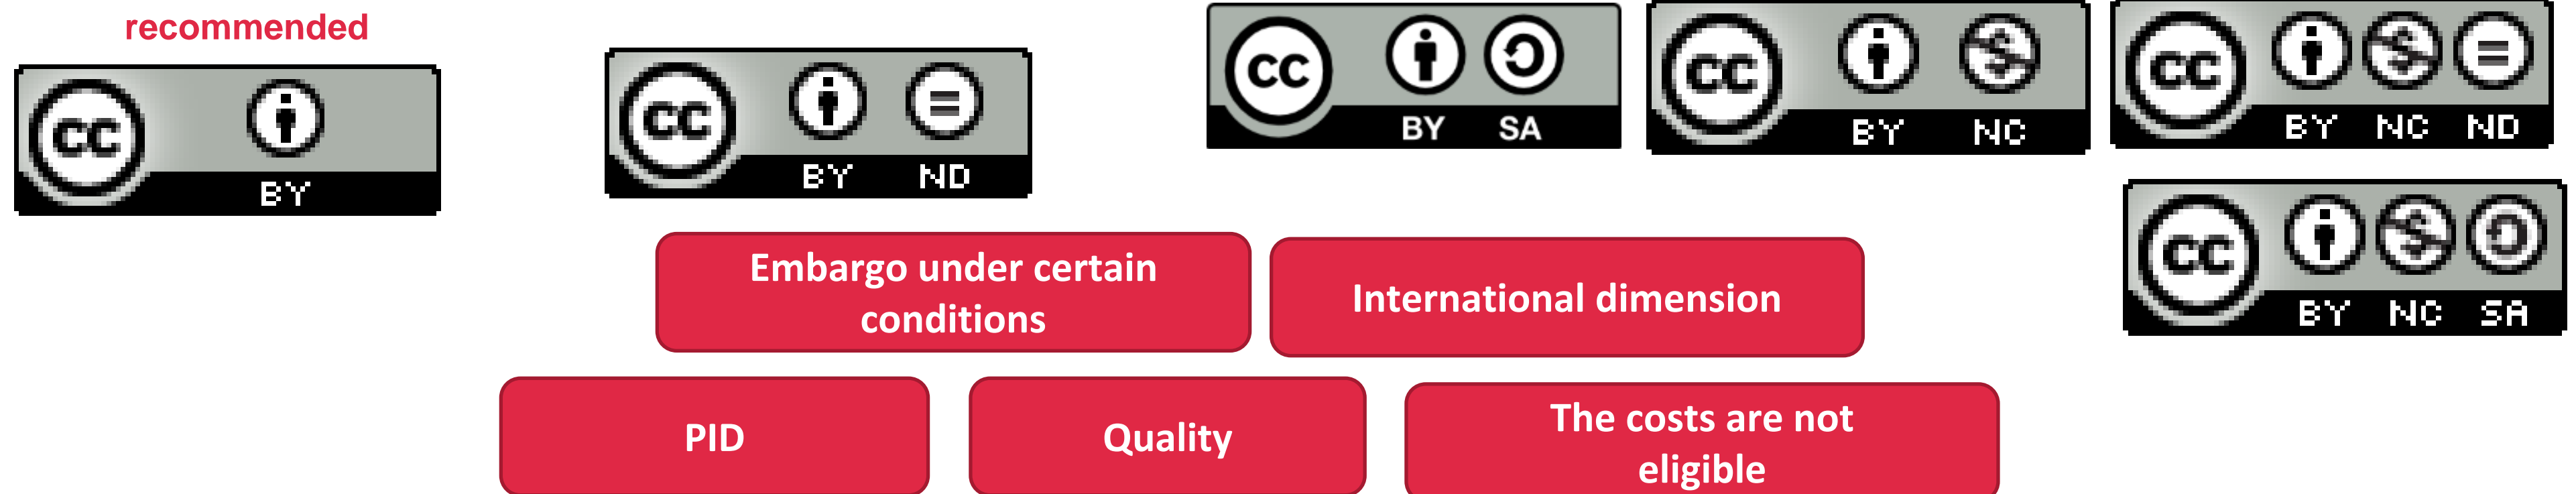 recommended
CC BY
CC BY ND
CC BY SA
CC BY NC
CC BY NC ND
CC BY NC SA
Embargo under certain
conditions
International dimension
PID
Quality
The costs are not
eligible